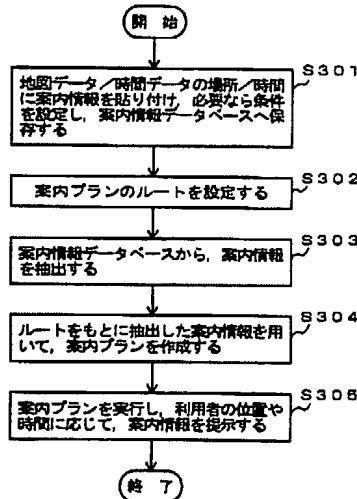 開 始
S301
地図データ／時間データの場所／時間
に案内情報を貼り付け，必要なら条件
を設定し，案内情報データベースへ保
存する
S302
案内プランのルートを設定する
S303
案内情報データベースから，案内情報
を抽出する
S304
ルートをもとに抽出した案内情報を用
いて，案内プランを作成する
S305
案内プランを実行し，利用者の位置や
時間に応じて，案内情報を提示する
終 了